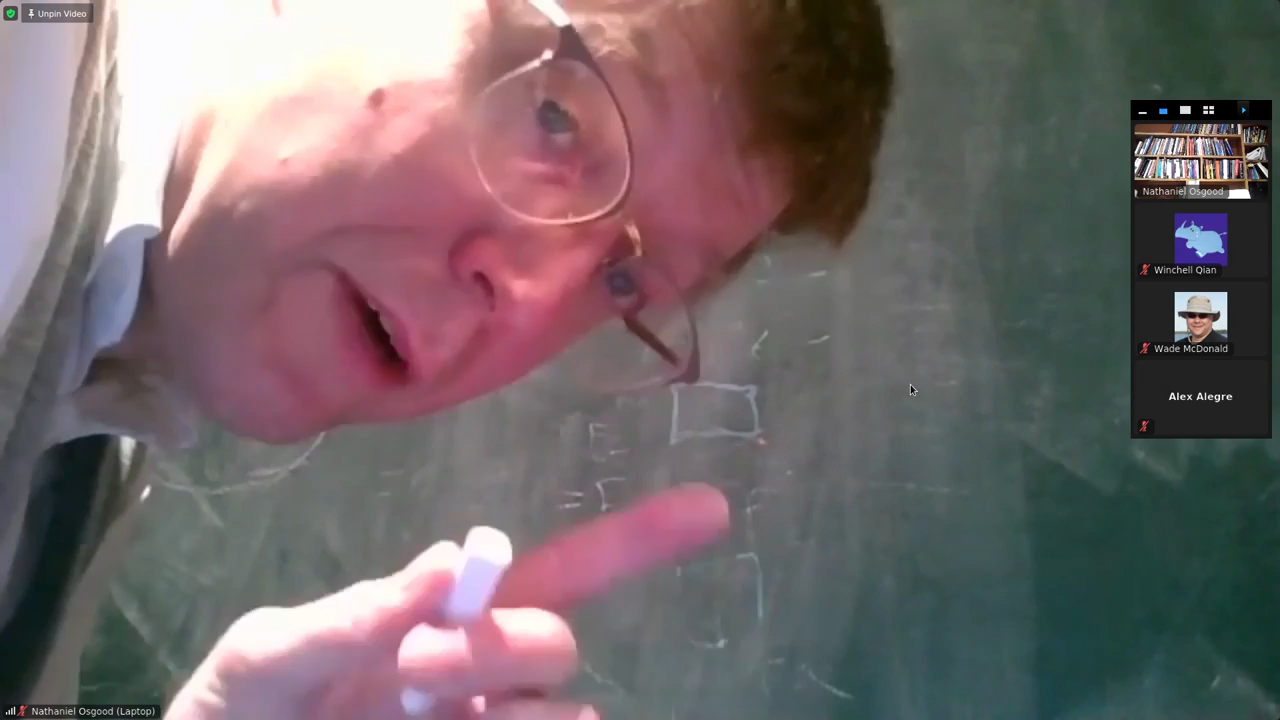 Unpin Video
Nathaniel Osgood
Winchell Qian
Wade McDonald
Alex Alegre
Nathaniel Osgood (Laptop)